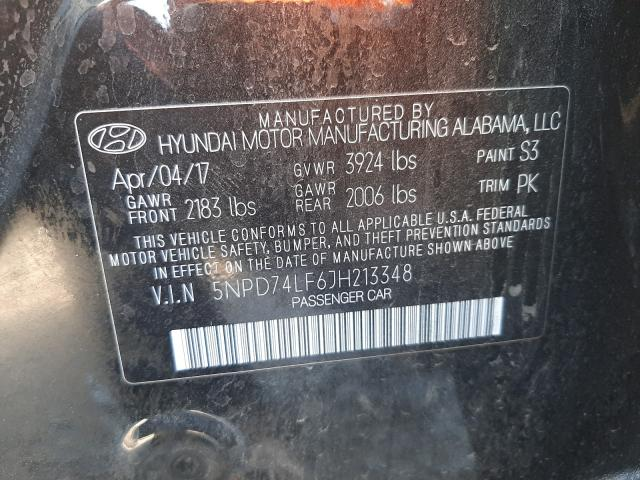 MANUFACTURED BY
HYUNDAI MOTOR MANUFACTURING ALABAMA, LLC
Apr/04/17 GVWR 3924 lbs PAINT S3
GAWR FRONT 2183 lbs GAWR REAR 2006 lbs TRIM PK
THIS VEHICLE CONFORMS TO ALL APPLICABLE U.S.A. FEDERAL
MOTOR VEHICLE SAFETY, BUMPER, AND THEFT PREVENTION STANDARDS
IN EFFECT ON THE DATE OF MANUFACTURE SHOWN ABOVE.
V.I.N 5NPD74LF6JH213348
PASSENGER CAR